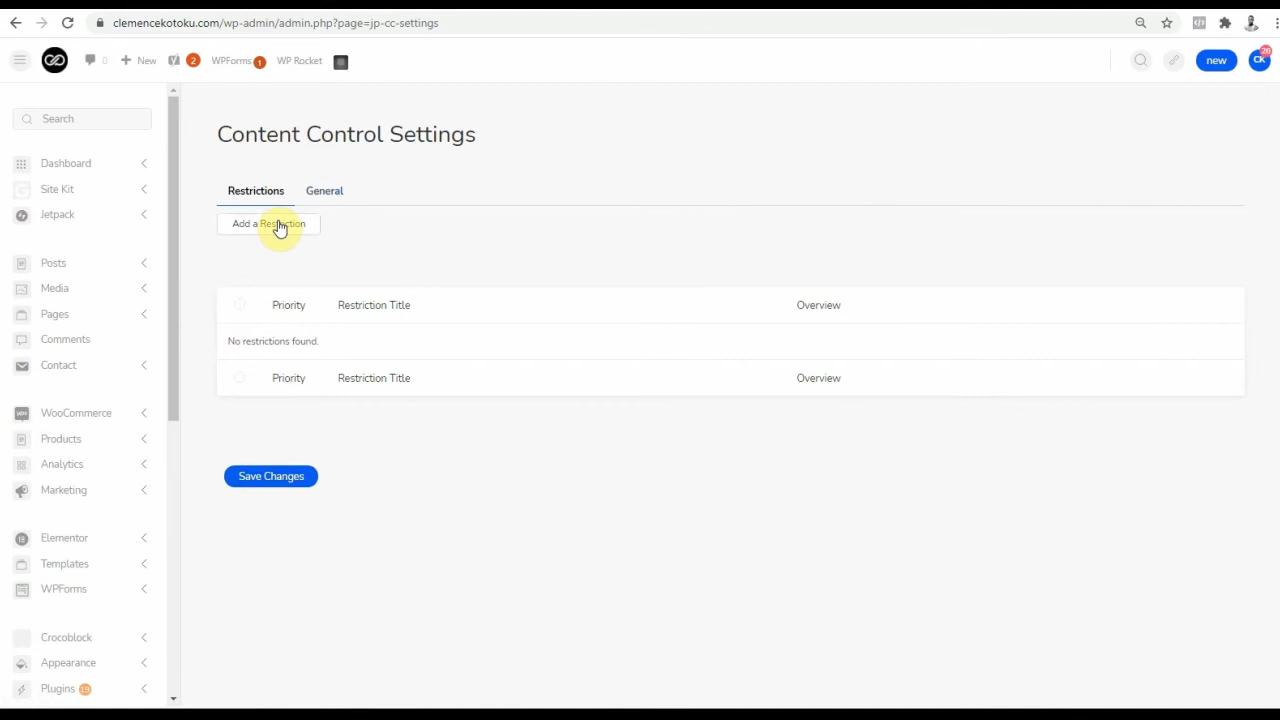 clemencekotoku.com/wp-admin/admin.php?page=jp-cc-settings
0 New 2 WPForms 1 WP Rocket new CK 26
Search
Content Control Settings
Dashboard
Site Kit
Jetpack
Restrictions General
Add a Restriction
Posts
Media
Pages
Comments
Contact
Priority Restriction Title Overview
No restrictions found.
Priority Restriction Title Overview
WooCommerce
Products
Analytics
Marketing
Save Changes
Elementor
Templates
WPForms
Crocoblock
Appearance
Plugins 19